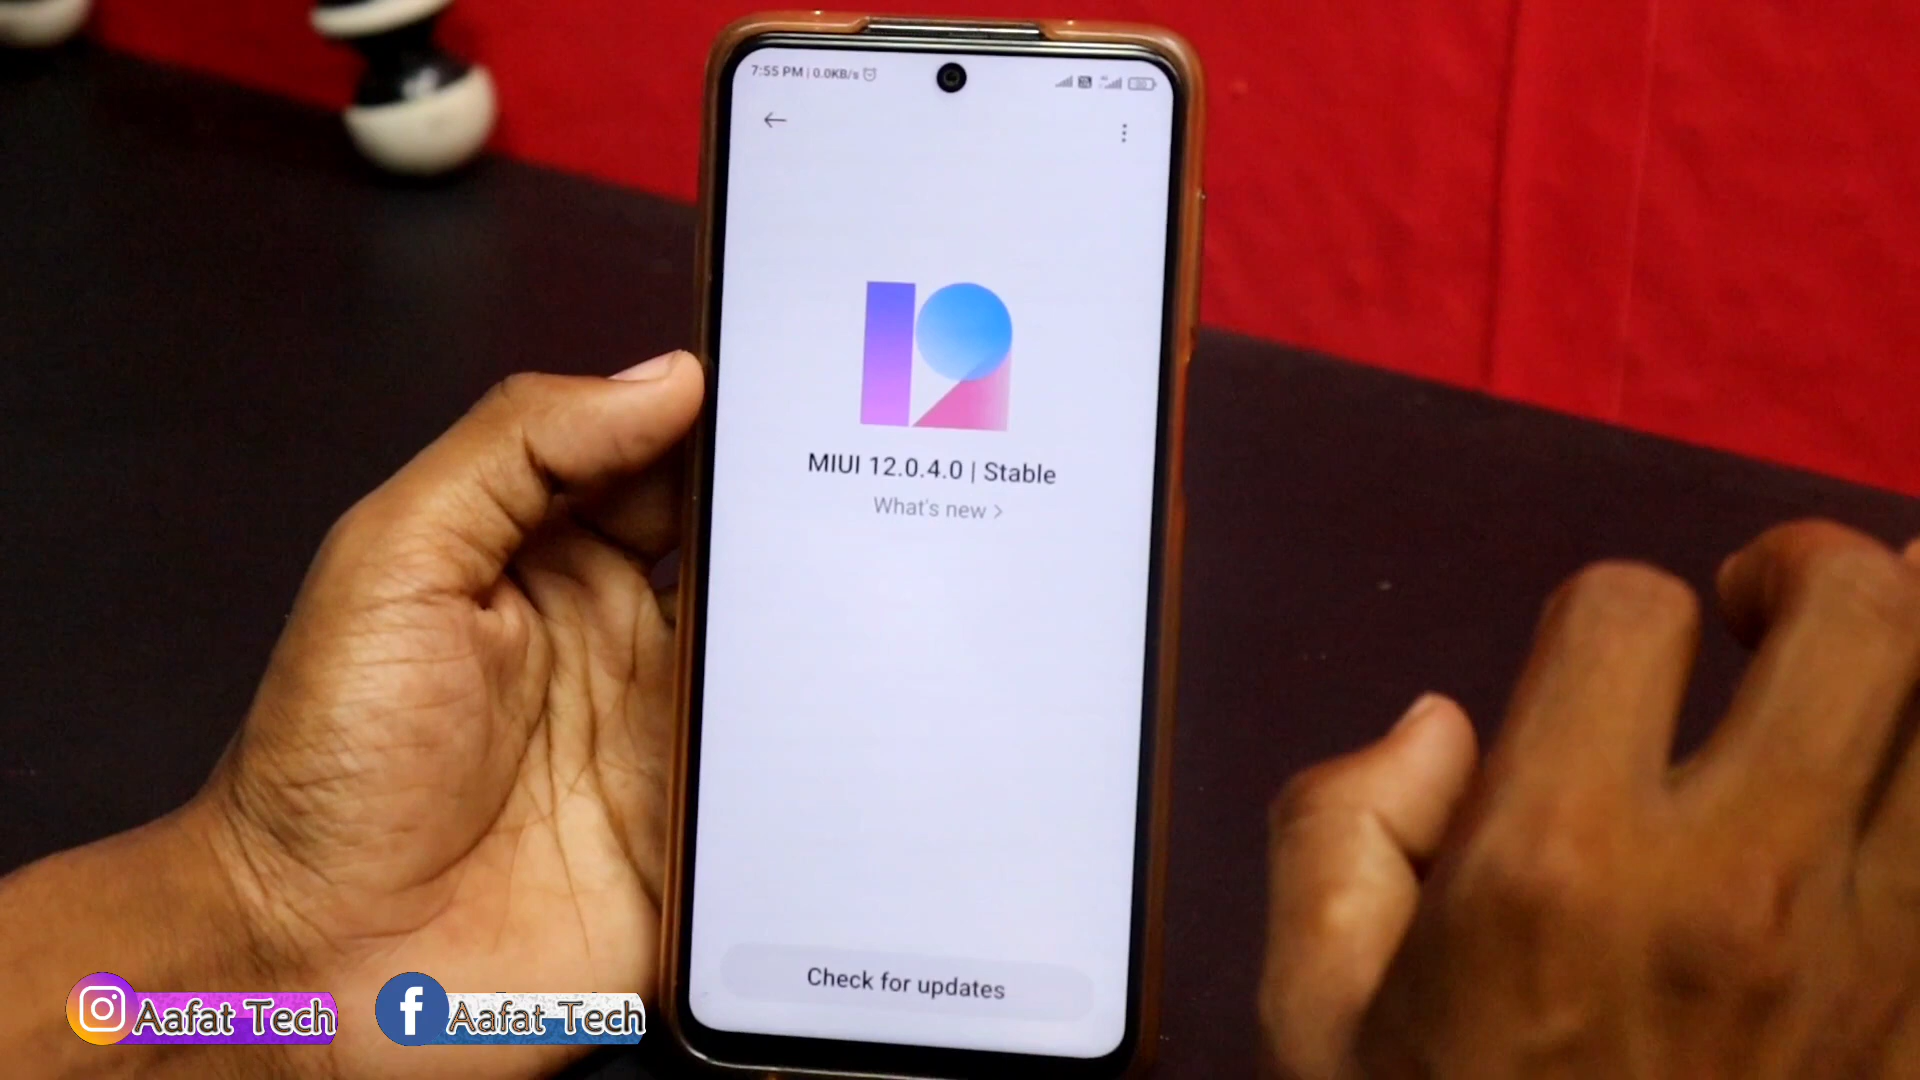 7:55 PM | 0.0KB/s
MIUI 12.0.4.0 | Stable
What's new >
Check for updates
Aafat Tech
Aafat Tech